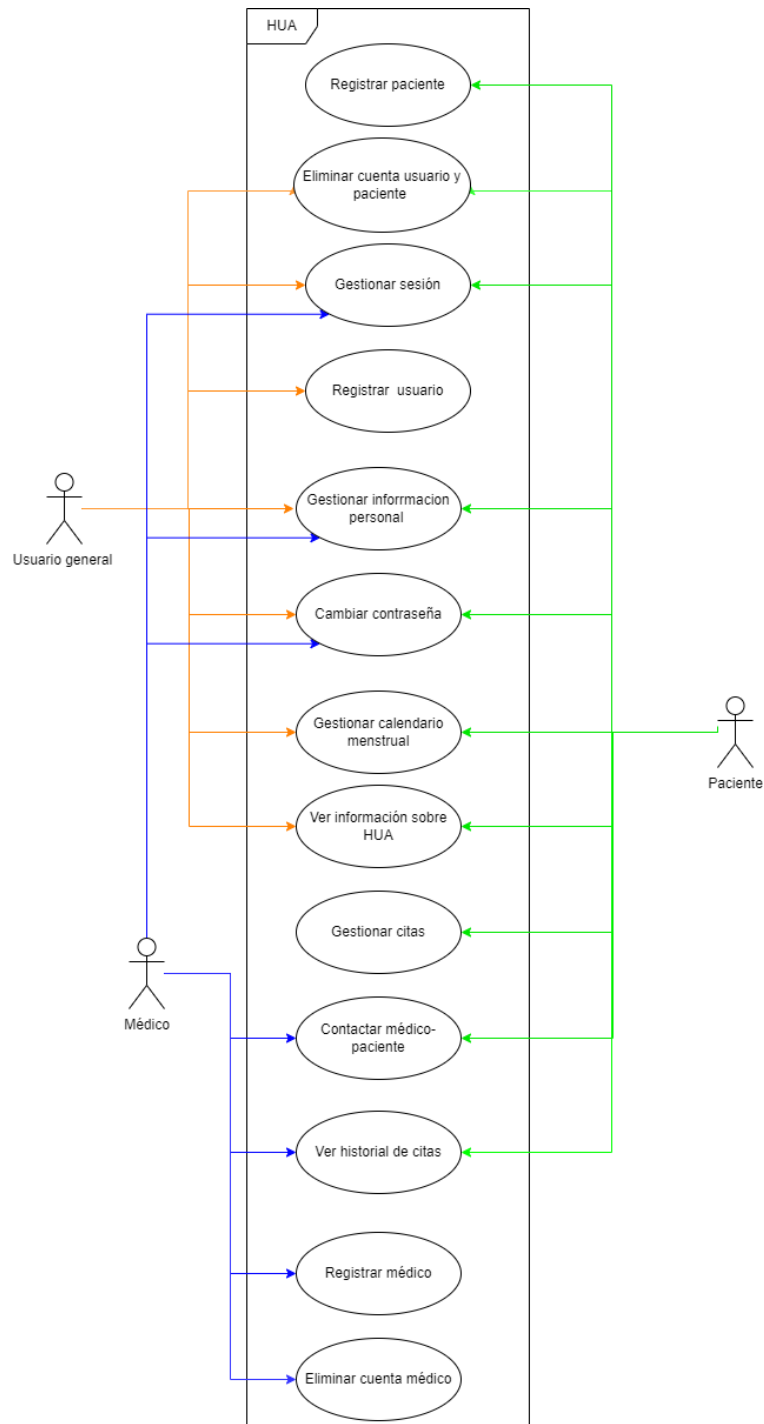 HUA
Registrar paciente
Eliminar cuenta usuario y
paciente
Gestionar sesión
Registrar usuario
Gestionar inforrmacion
personal
Usuario general
Cambiar contraseña
Gestionar calendario
menstrual
Paciente
Ver información sobre
HUA
Gestionar citas
Médico
Contactar médico-
paciente
Ver historial de citas
Registrar médico
Eliminar cuenta médico